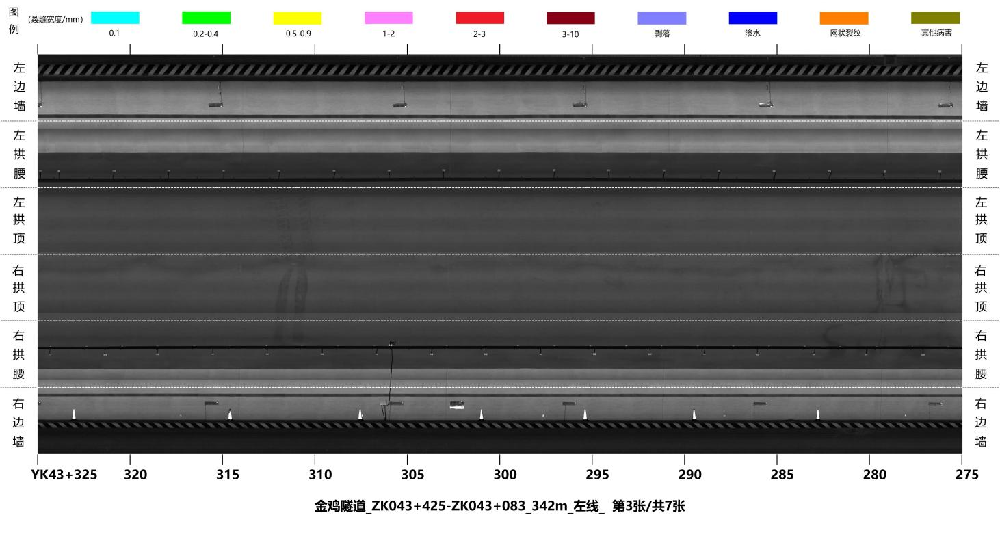 图例 (裂缝宽度/mm) 0.1 0.2-0.4 0.5-0.9 1-2 2-3 3-10 剥落 渗水 网状裂纹 其他病害
左边墙 左边墙
左拱腰 左拱腰
左拱顶 左拱顶
右拱顶 右拱顶
右拱腰 右拱腰
右边墙 右边墙
YK43+325 320 315 310 305 300 295 290 285 280 275
金鸡隧道_ZK043+425-ZK043+083_342m_左线_ 第3张/共7张